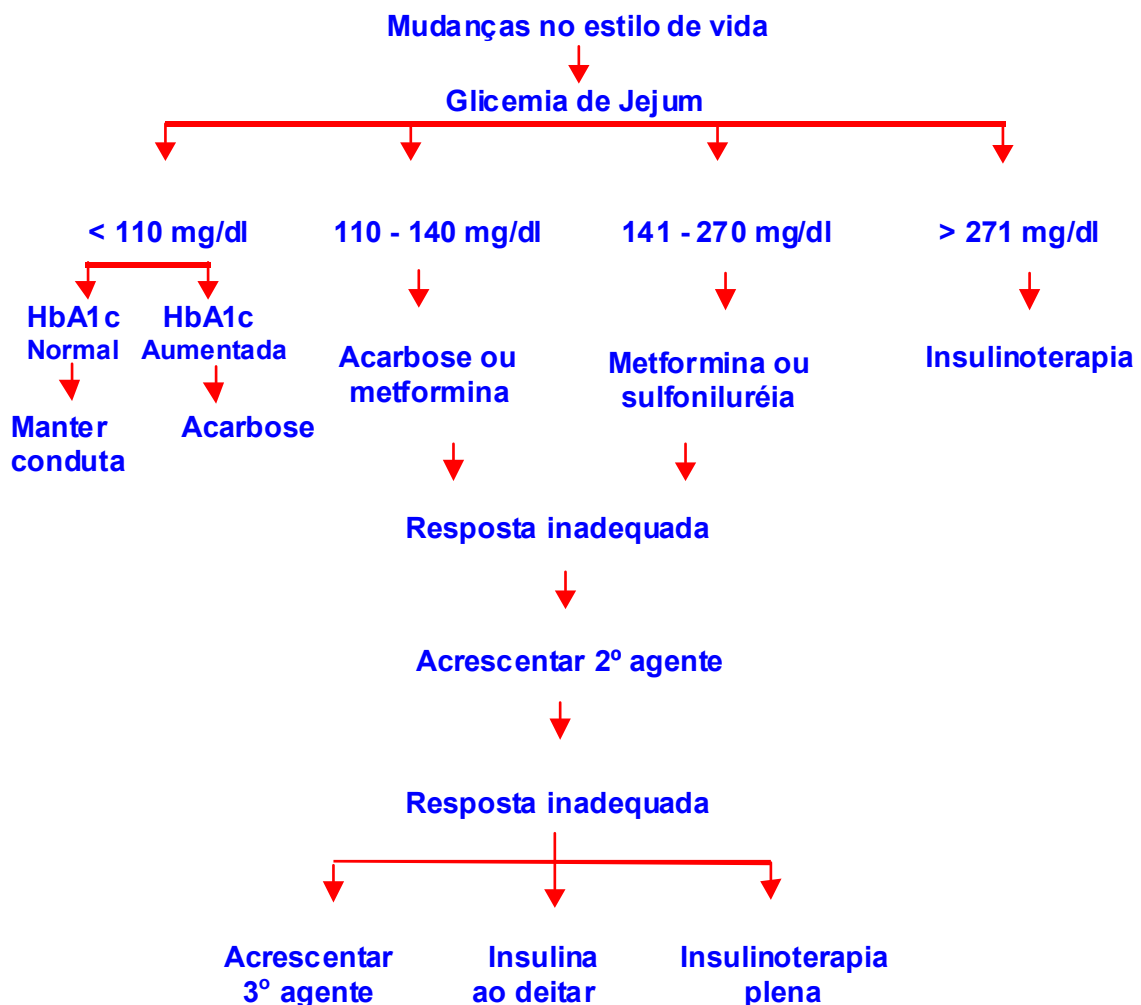 Mudanças no estilo de vida
Glicemia de Jejum
< 110 mg/dl
110 - 140 mg/dl
141 - 270 mg/dl
> 271 mg/dl
HbA1c
Normal
HbA1c
Aumentada
Manter
conduta
Acarbose
Acarbose ou
metformina
Metformina ou
sulfoniluréia
Insulinoterapia
Resposta inadequada
Acrescentar 2º agente
Resposta inadequada
Acrescentar
3º agente
Insulina
ao deitar
Insulinoterapia
plena